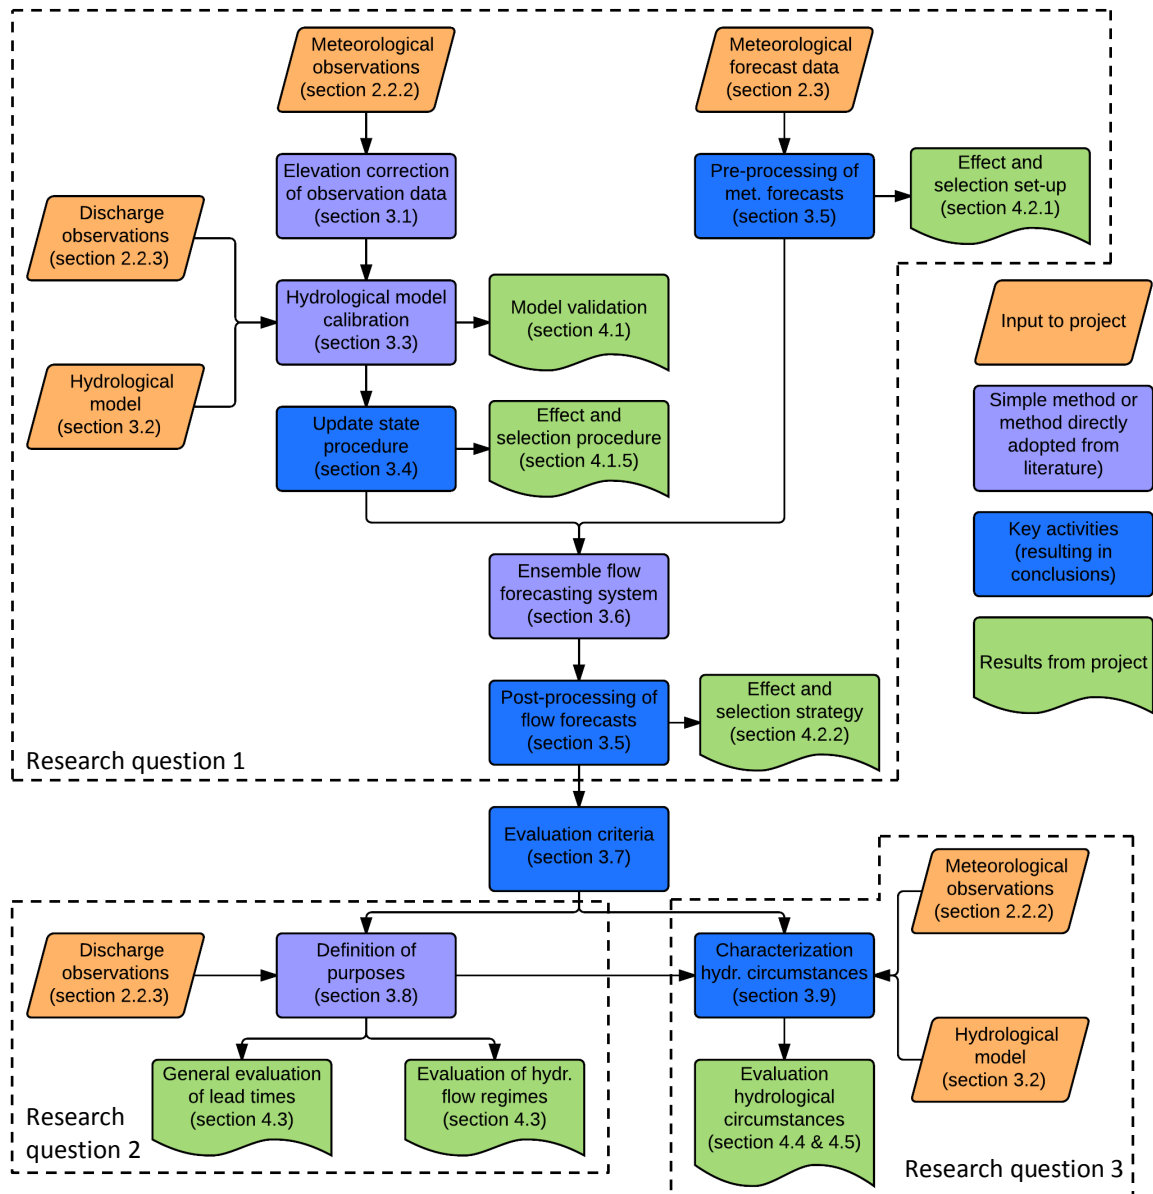 Meteorological
observations
(section 2.2.2)
Meteorological
forecast data
(section 2.3)
Elevation correction
of observation data
(section 3.1)
Pre-processing of
met. forecasts
(section 3.5)
Effect and
selection set-up
(section 4.2.1)
Discharge
observations
(section 2.2.3)
Hydrological model
calibration
(section 3.3)
Model validation
(section 4.1)
Input to project
Hydrological
model
(section 3.2)
Update state
procedure
(section 3.4)
Effect and
selection procedure
(section 4.1.5)
Simple method or
method directly
adopted from
literature)
Key activities
(resulting in
conclusions)
Ensemble flow
forecasting system
(section 3.6)
Results from project
Post-processing of
flow forecasts
(section 3.5)
Effect and
selection strategy
(section 4.2.2)
Research question 1
Evaluation criteria
(section 3.7)
Meteorological
observations
(section 2.2.2)
Discharge
observations
(section 2.2.3)
Definition of
purposes
(section 3.8)
Characterization
hydr. circumstances
(section 3.9)
Hydrological
model
(section 3.2)
General evaluation
of lead times
(section 4.3)
Evaluation of hydr.
flow regimes
(section 4.3)
Evaluation
hydrological
circumstances
(section 4.4 & 4.5)
Research
question 2
Research question 3